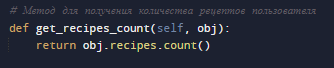 # Метод для получения количества рецептов пользователя
def get_recipes_count(self, obj):
    return obj.recipes.count()